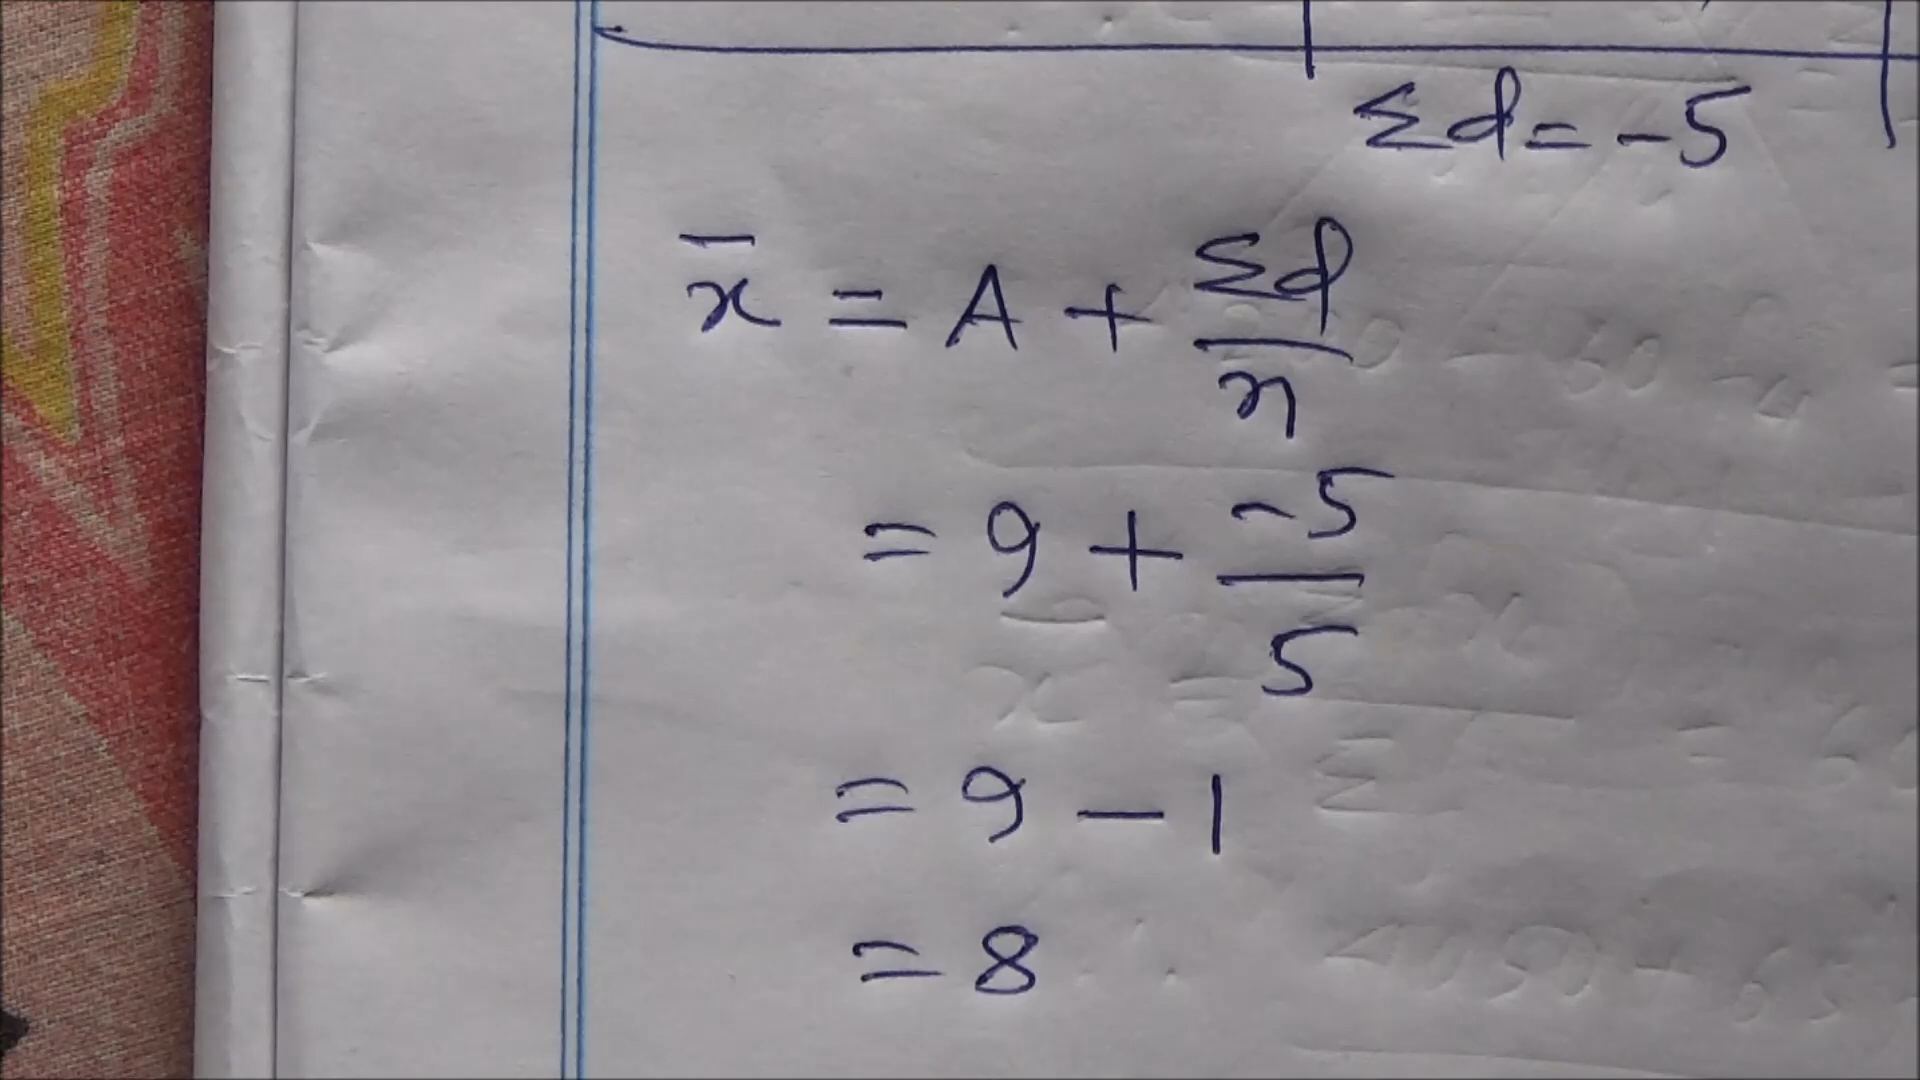 Σd = -5
x̄ = A + Σd/n
= 9 + -5/5
= 9 - 1
= 8